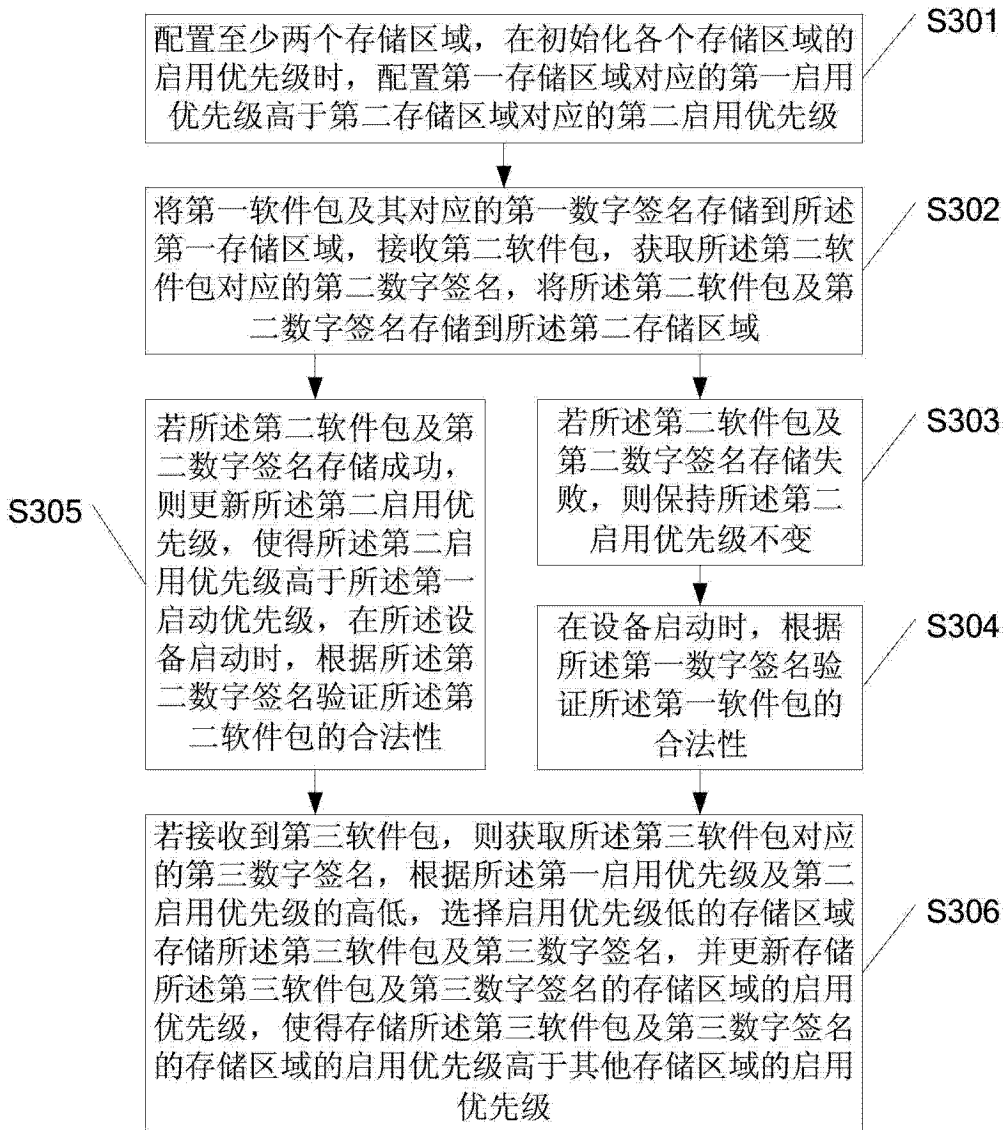 S301
配置至少两个存储区域，在初始化各个存储区域的
启用优先级时，配置第一存储区域对应的第一启用
优先级高于第二存储区域对应的第二启用优先级
S302
将第一软件包及其对应的第一数字签名存储到所述
第一存储区域，接收第二软件包，获取所述第二软
件包对应的第二数字签名，将所述第二软件包及第
二数字签名存储到所述第二存储区域
S303
若所述第二软件包及
第二数字签名存储失
败，则保持所述第二
启用优先级不变
S305
若所述第二软件包及第
二数字签名存储成功，
则更新所述第二启用优
先级，使得所述第二启
用优先级高于所述第一
启动优先级，在所述设
备启动时，根据所述第
二数字签名验证所述第
二软件包的合法性
S304
在设备启动时，根据
所述第一数字签名验
证所述第一软件包的
合法性
S306
若接收到第三软件包，则获取所述第三软件包对应
的第三数字签名，根据所述第一启用优先级及第二
启用优先级的高低，选择启用优先级低的存储区域
存储所述第三软件包及第三数字签名，并更新存储
所述第三软件包及第三数字签名的存储区域的启用
优先级，使得存储所述第三软件包及第三数字签名
的存储区域的启用优先级高于其他存储区域的启用
优先级